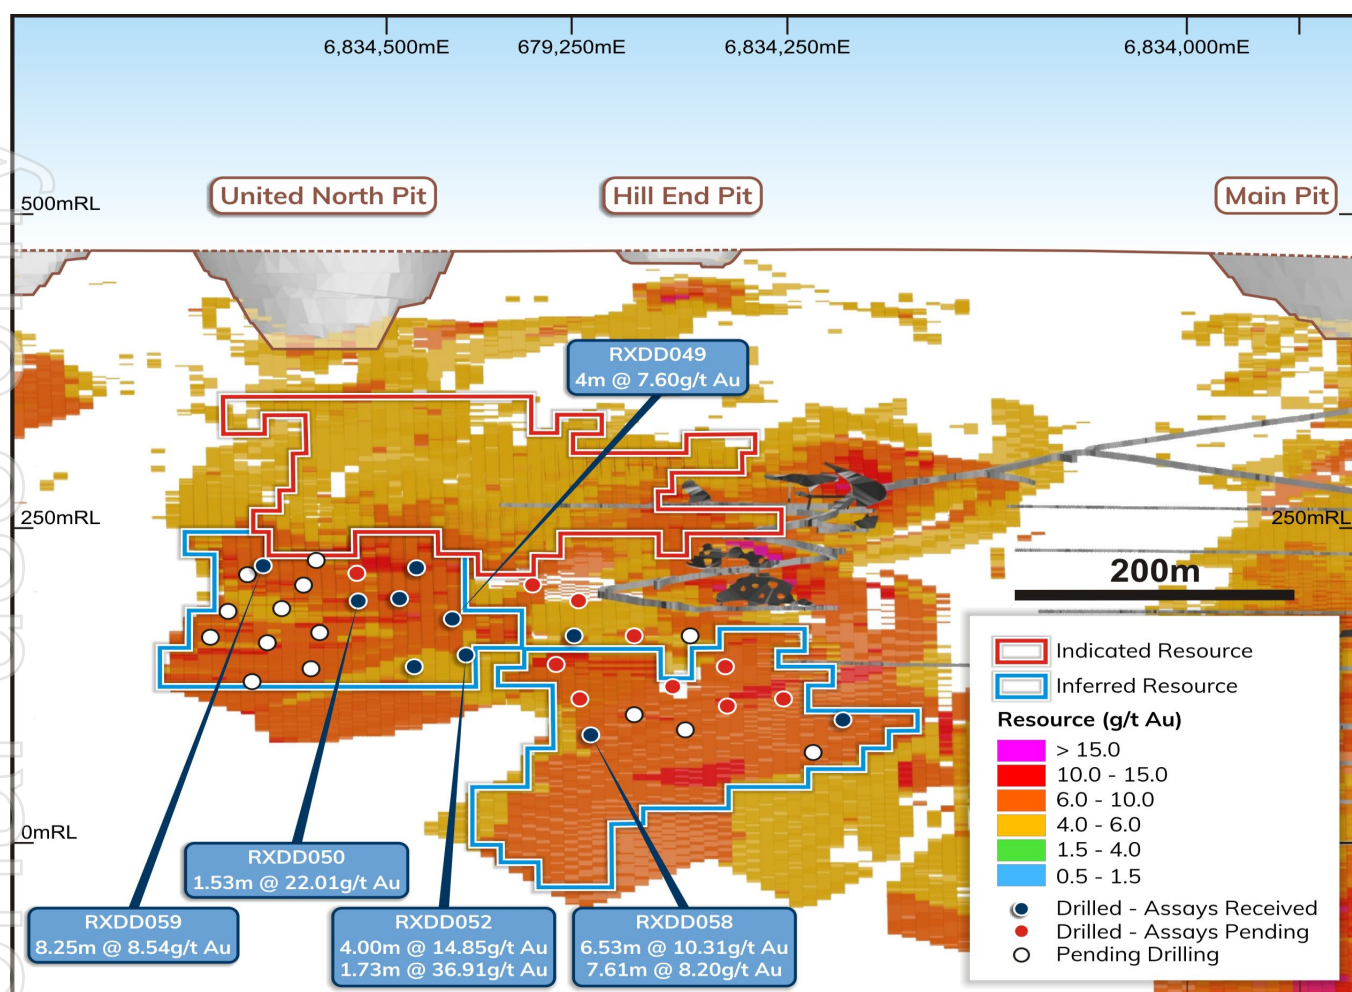 6,834,500mE
679,250mE
6,834,250mE
6,834,000mE
United North Pit
Hill End Pit
Main Pit
500mRL
RXDD049
4m @ 7.60g/t Au
250mRL
250mRL
200m
Indicated Resource
Inferred Resource
Resource (g/t Au)
> 15.0
10.0 - 15.0
6.0 - 10.0
4.0 - 6.0
1.5 - 4.0
0.5 - 1.5
Drilled - Assays Received
Drilled - Assays Pending
Pending Drilling
0mRL
RXDD050
1.53m @ 22.01g/t Au
RXDD059
8.25m @ 8.54g/t Au
RXDD052
4.00m @ 14.85g/t Au
1.73m @ 36.91g/t Au
RXDD058
6.53m @ 10.31g/t Au
7.61m @ 8.20g/t Au